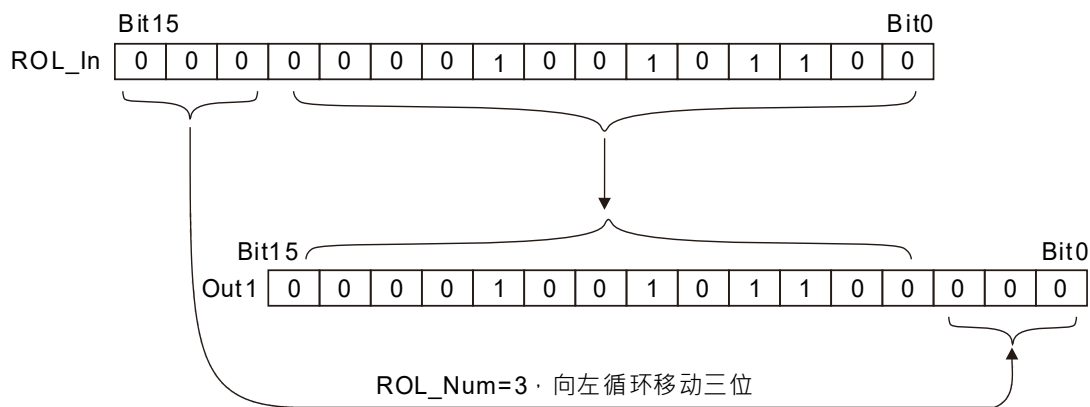 Bit15 Bit0
ROL_In 0 0 0 0 0 0 0 1 0 0 1 0 1 1 0 0
Bit15 Bit0
Out1 0 0 0 0 1 0 0 1 0 1 1 0 0 0 0 0
ROL_Num=3，向左循环移动三位